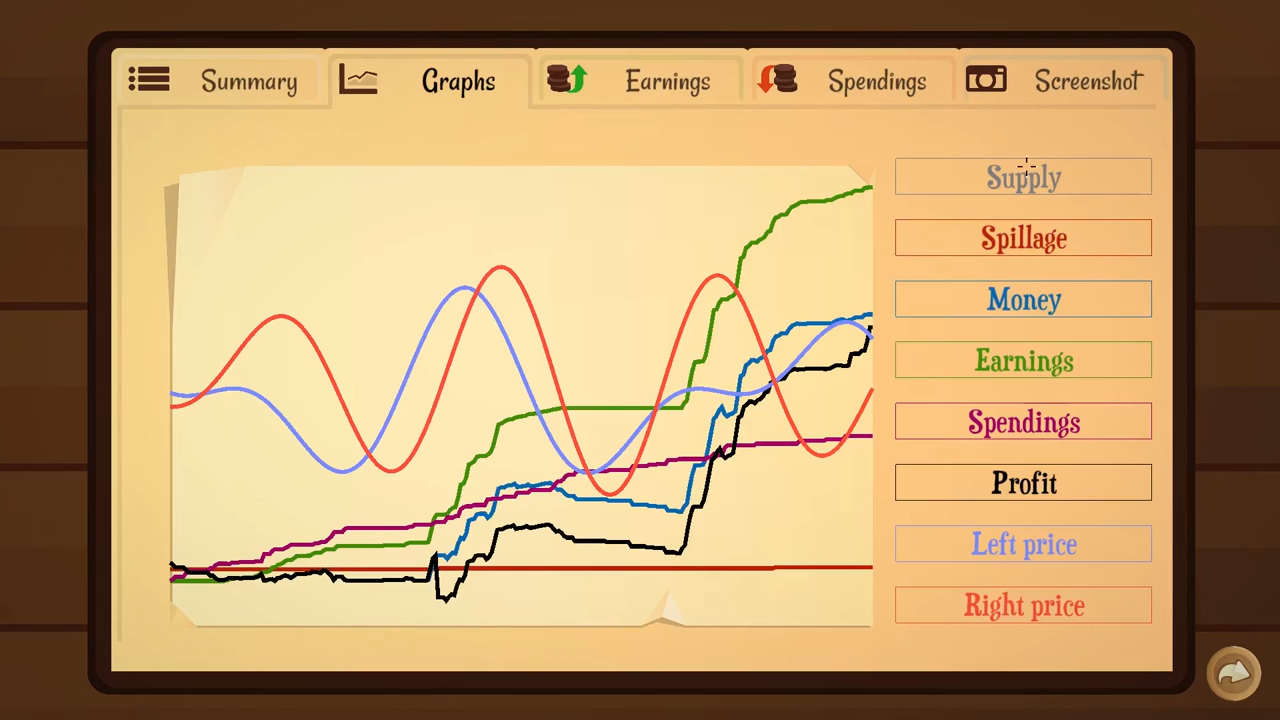 Summary
Graphs
Earnings
Spendings
Screenshot
Supply
Spillage
Money
Earnings
Spendings
Profit
Left price
Right price